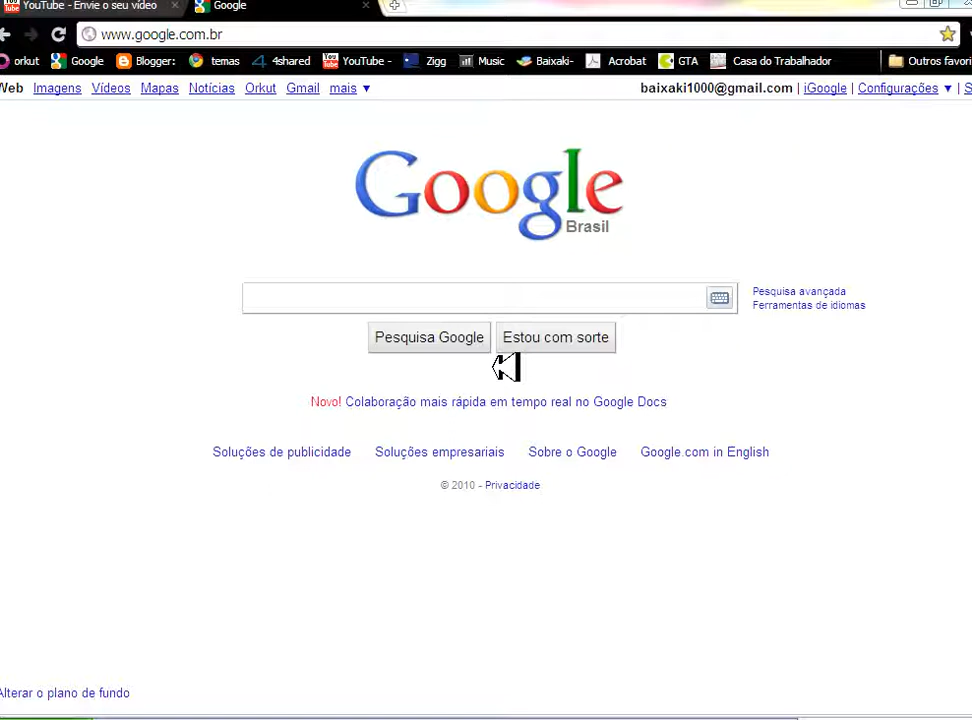 YouTube - Envie o seu vídeo Google
www.google.com.br
orkut Google Blogger: temas 4shared YouTube - Zigg Music Baixaki- Acrobat GTA Casa do Trabalhador Outros favori
Web Imagens Vídeos Mapas Notícias Orkut Gmail mais ▼ baixaki1000@gmail.com | iGoogle | Configurações ▼ | S
Google
Brasil
Pesquisa avançada
Ferramentas de idiomas
Pesquisa Google Estou com sorte
Novo! Colaboração mais rápida em tempo real no Google Docs
Soluções de publicidade Soluções empresariais Sobre o Google Google.com in English
© 2010 - Privacidade
Alterar o plano de fundo